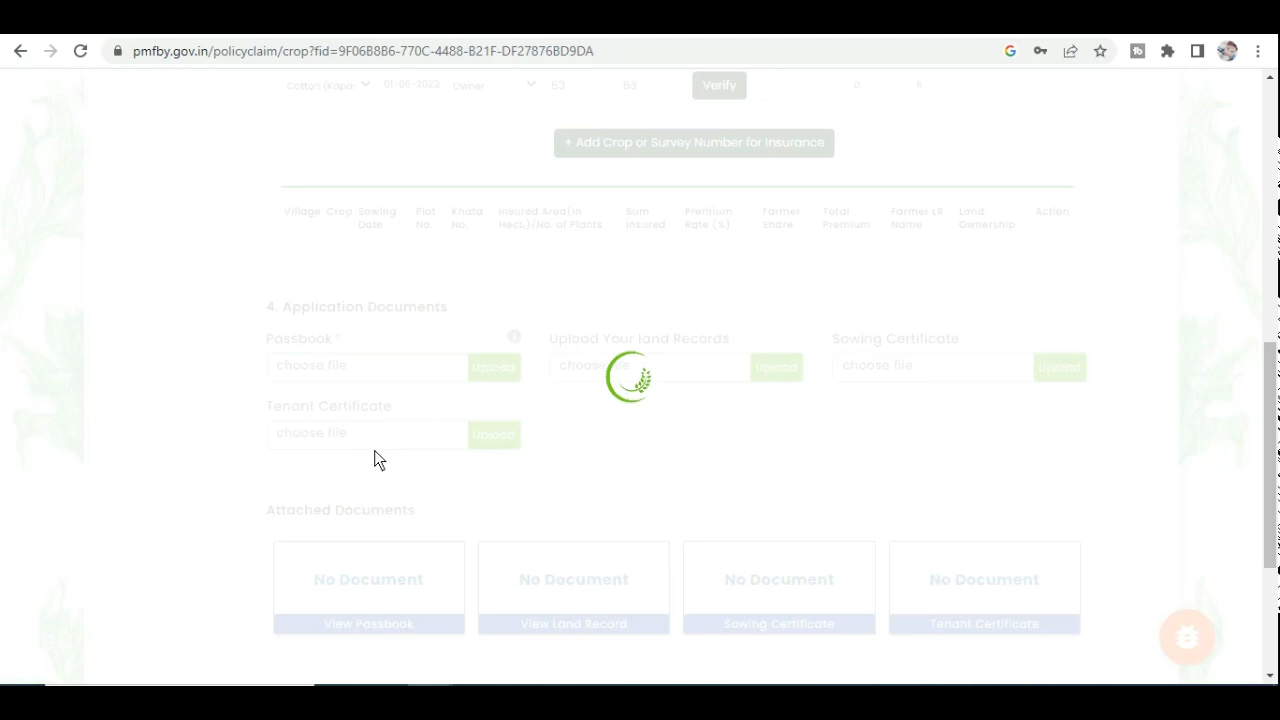 pmfby.gov.in/policyclaim/crop?fid=9F06B8B6-770C-4488-B21F-DF27876BD9DA
Cotton (Kapa 01-06-2023 Owner 53 53 Verify 0
+ Add Crop or Survey Number for Insurance
Village Crop Sowing Date Plot No. Khata No. Insured Area(in Hect.)/No. of Plants Sum Insured Premium Rate (%) Farmer Share Total Premium Farmer LR Name Land Ownership Action
4. Application Documents
Passbook * Upload Your land Records Sowing Certificate
choose file Upload choose file Upload choose file Upload
Tenant Certificate
choose file Upload
Attached Documents
No Document No Document No Document No Document
View Passbook View Land Record Sowing Certificate Tenant Certificate